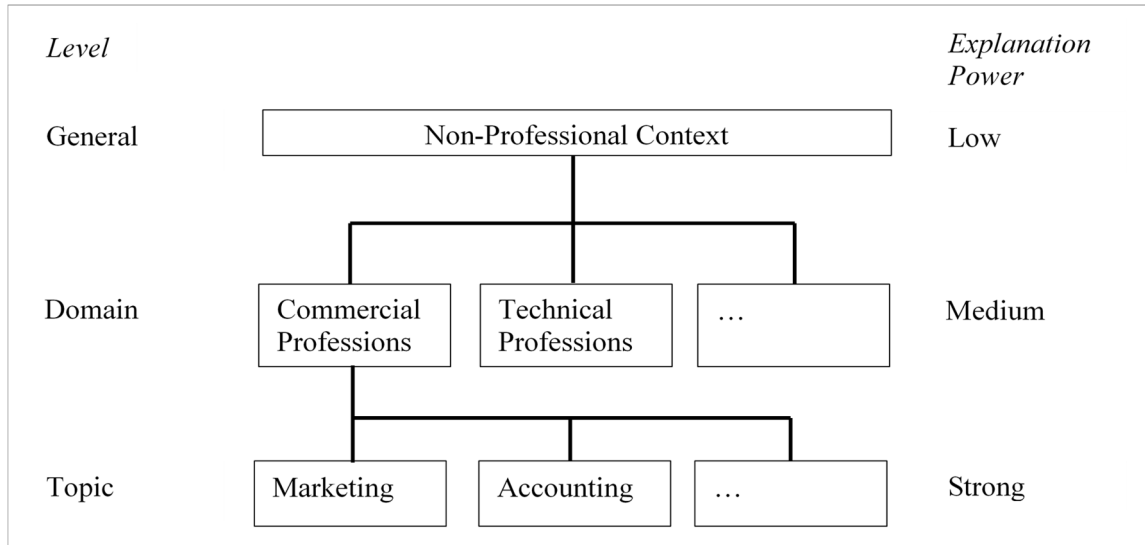 Level
Explanation
Power
General
Non-Professional Context
Low
Domain
Commercial
Professions
Technical
Professions
…
Medium
Topic
Marketing
Accounting
…
Strong